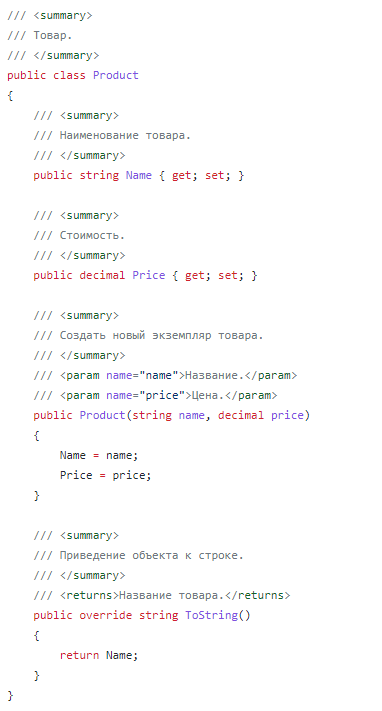 /// <summary>
/// Товар.
/// </summary>
public class Product
{
    /// <summary>
    /// Наименование товара.
    /// </summary>
    public string Name { get; set; }

    /// <summary>
    /// Стоимость.
    /// </summary>
    public decimal Price { get; set; }

    /// <summary>
    /// Создать новый экземпляр товара.
    /// </summary>
    /// <param name="name">Название.</param>
    /// <param name="price">Цена.</param>
    public Product(string name, decimal price)
    {
        Name = name;
        Price = price;
    }

    /// <summary>
    /// Приведение объекта к строке.
    /// </summary>
    /// <returns>Название товара.</returns>
    public override string ToString()
    {
        return Name;
    }
}